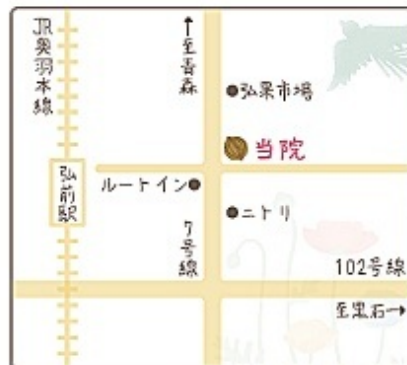 JR奥羽本線
↑至青森
弘果市場
当院
弘前駅
ルートイン
ニトリ
7号線
102号線
至黒石→